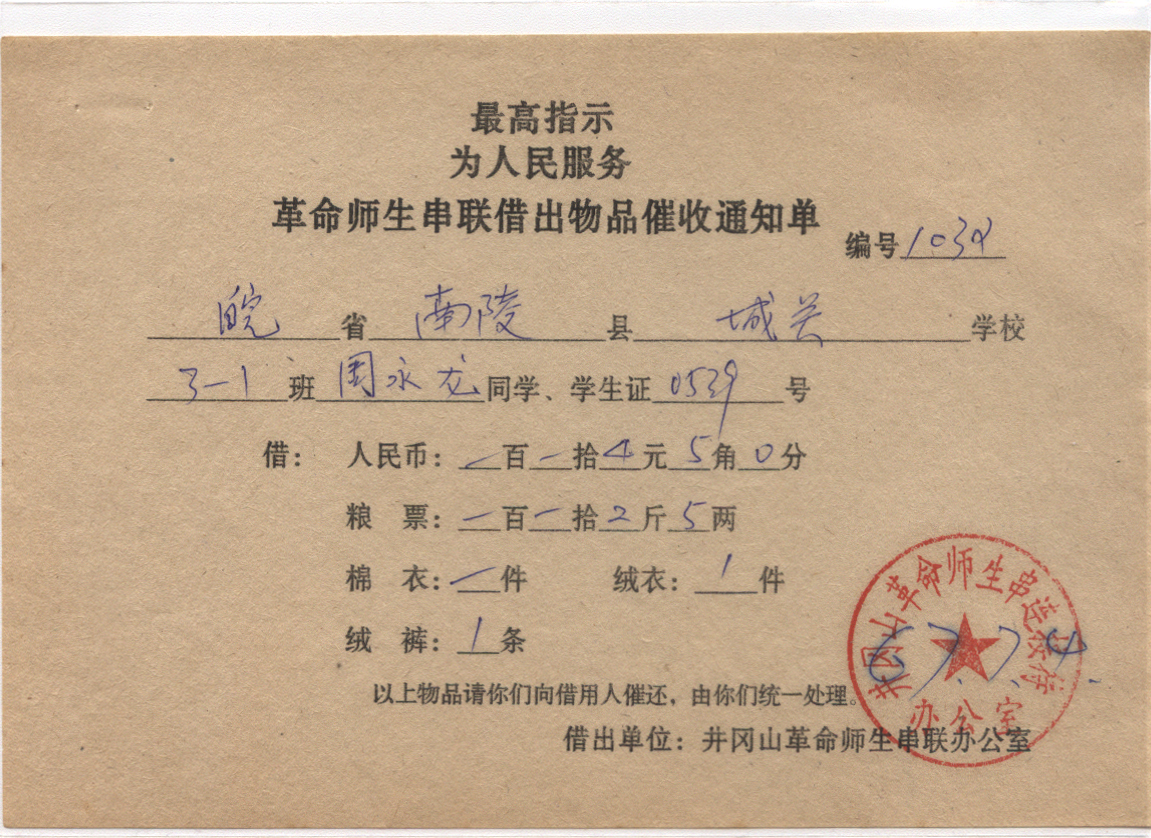 最高指示
为人民服务
革命师生串联借出物品催收通知单
编号1038
皖省南陵县城关学校
3-1班周永龙同学、学生证0539号
借： 人民币：一百一拾4元5角0分
粮 票：一百一拾2斤5两
棉 衣：一件 绒衣：1件
绒 裤：1条
以上物品请你们向借用人催还，由你们统一处理。
借出单位：井冈山革命师生串联办公室
井冈山革命师生串连接待
办公室
67.7.4.